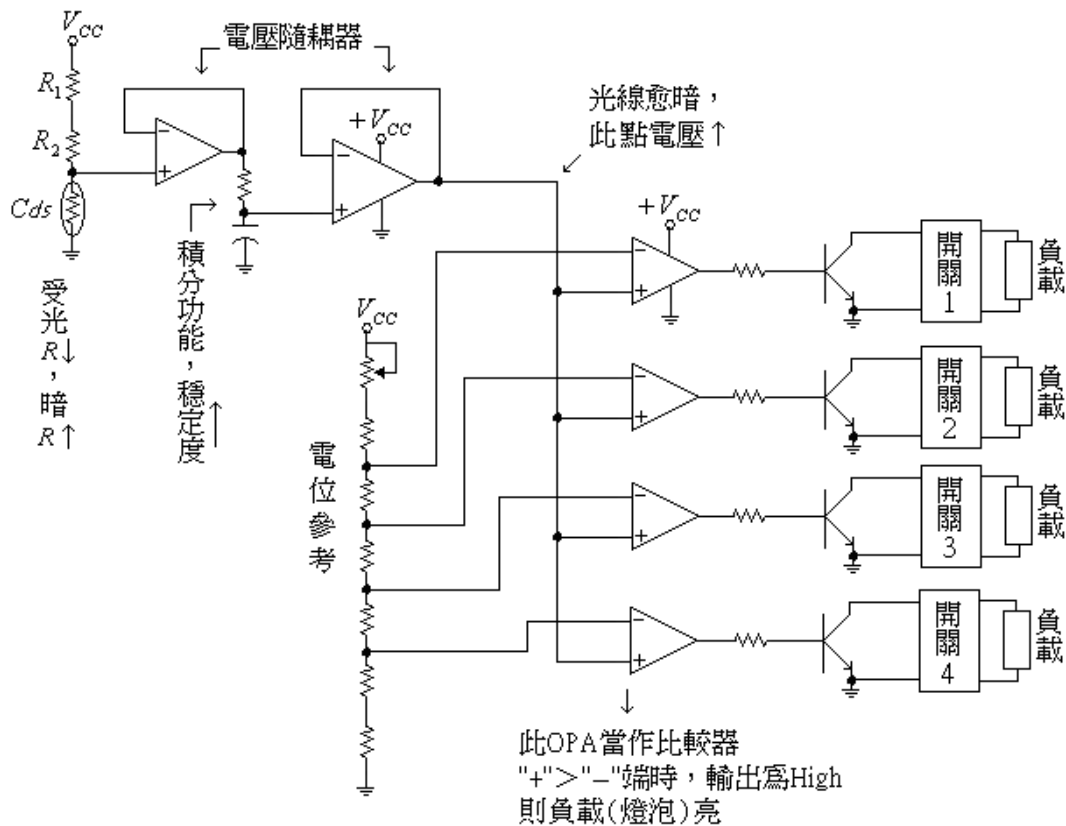 VCC
R1
R2
Cds
受光R↓，暗R↑
積分功能，穩定度↑
電壓隨耦器
+VCC
光線愈暗，
此點電壓↑
VCC
電位參考
+VCC
開關1
負載
開關2
負載
開關3
負載
開關4
負載
此OPA當作比較器
"+"＞"−"端時，輸出爲High
則負載(燈泡)亮